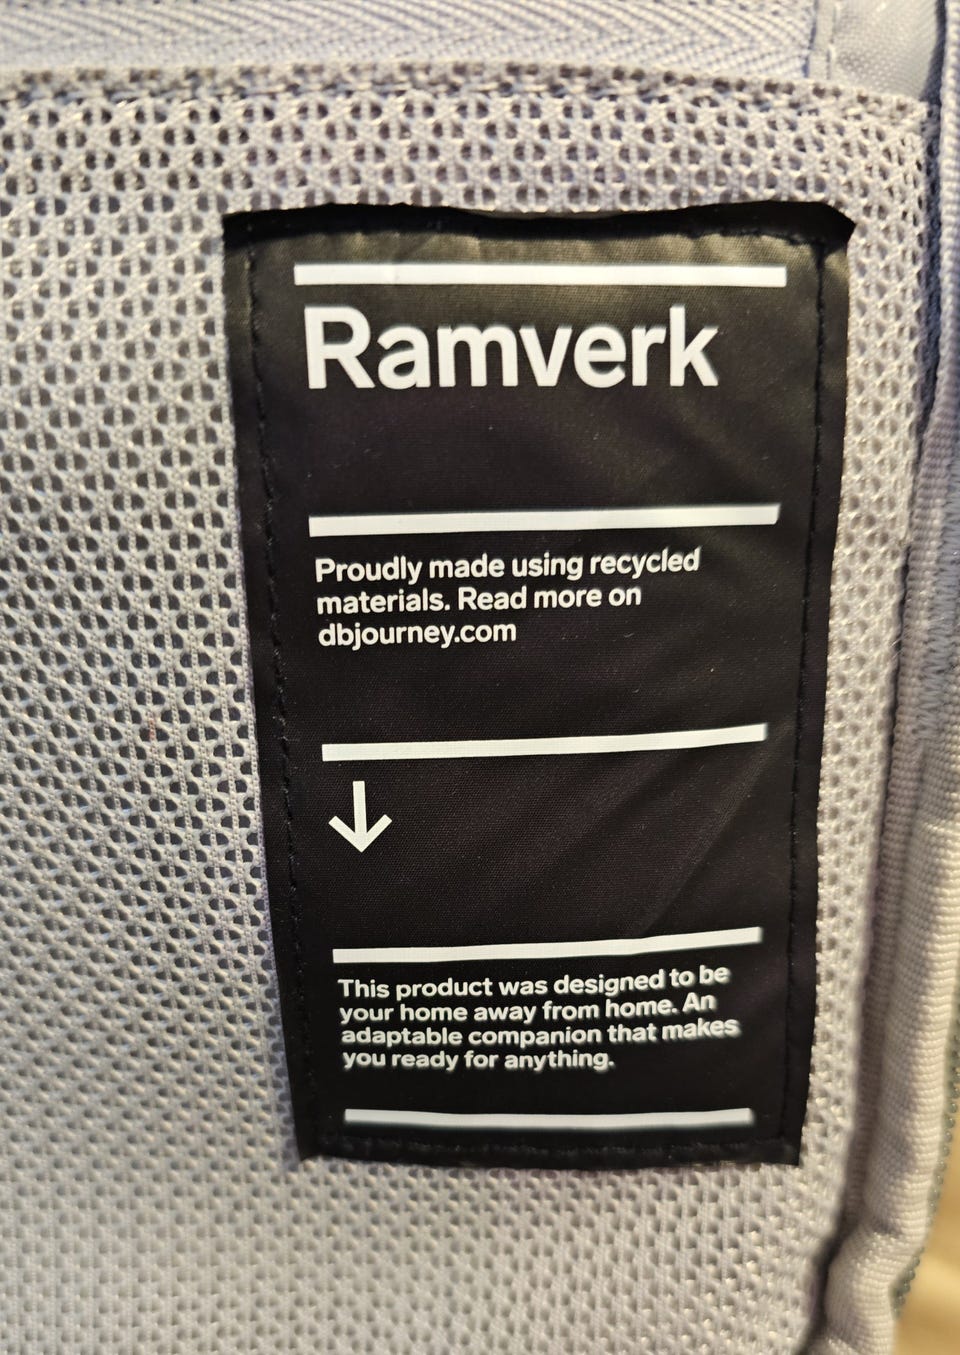 Ramverk
Proudly made using recycled
materials. Read more on
dbjourney.com
This product was designed to be
your home away from home. An
adaptable companion that makes
you ready for anything.